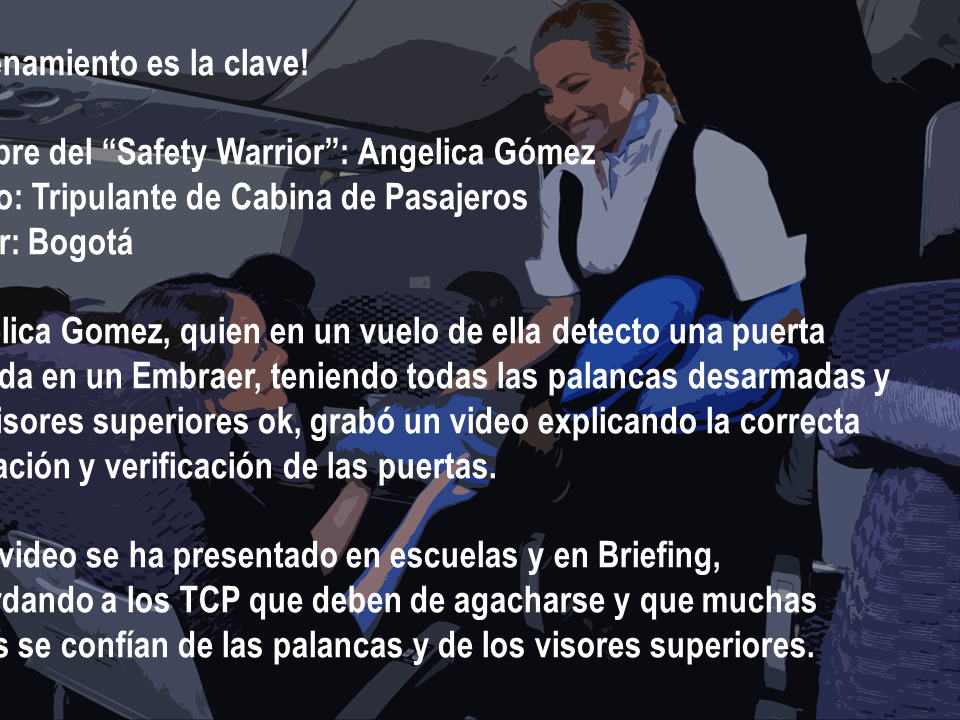 enamiento es la clave!
bre del “Safety Warrior”: Angelica Gómez
o: Tripulante de Cabina de Pasajeros
r: Bogotá
lica Gomez, quien en un vuelo de ella detecto una puerta
da en un Embraer, teniendo todas las palancas desarmadas y
isores superiores ok, grabó un video explicando la correcta
ación y verificación de las puertas.
video se ha presentado en escuelas y en Briefing,
rdando a los TCP que deben de agacharse y que muchas
s se confían de las palancas y de los visores superiores.